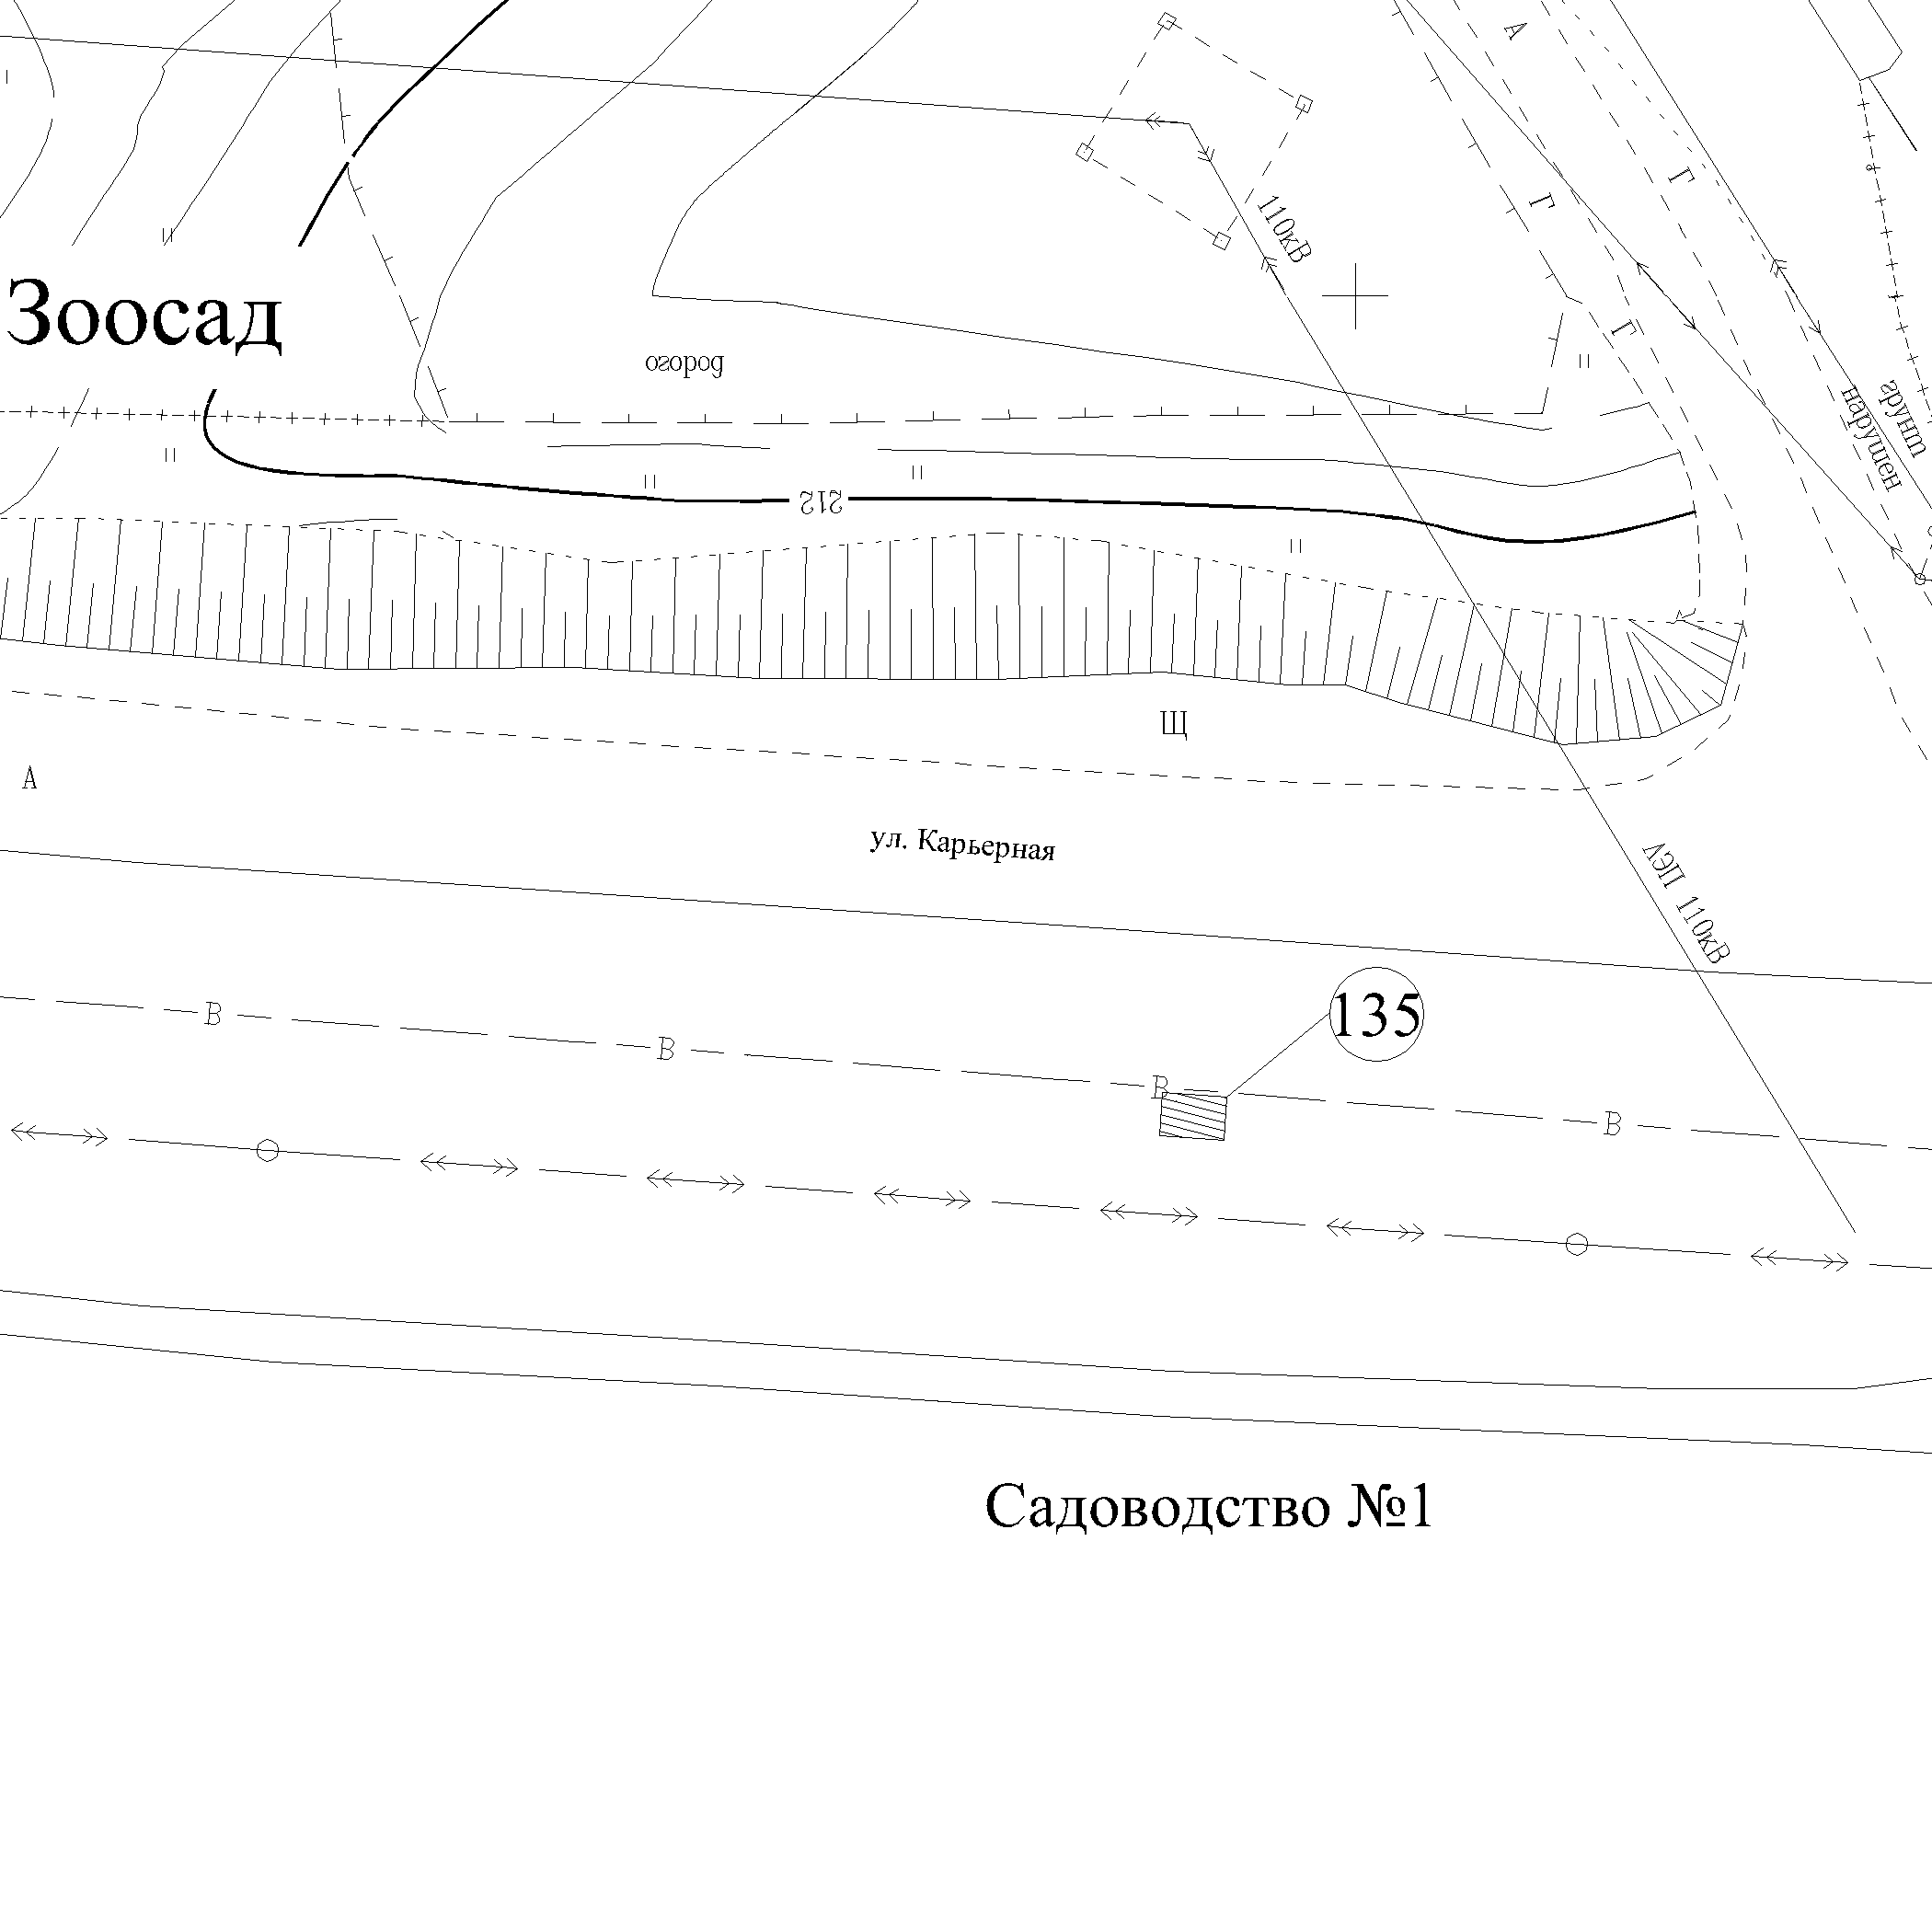 А
110кВ
Г
Г
Г
Зоосад
огород
грунт
нарушен
212
Щ
А
ул. Карьерная
ЛЭП 110кВ
135
В
В
В
В
Садоводство №1